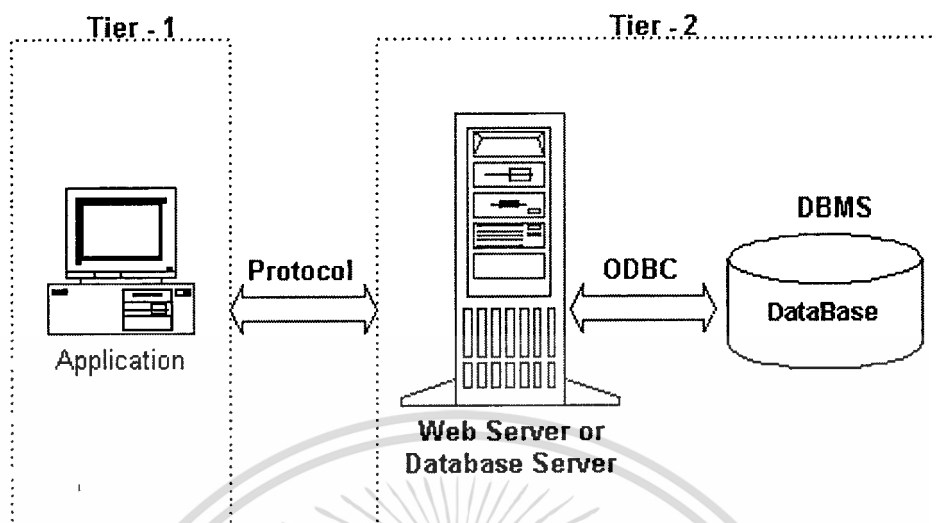 Tier - 1
Tier - 2
DBMS
Protocol
ODBC
DataBase
Application
Web Server or
Database Server